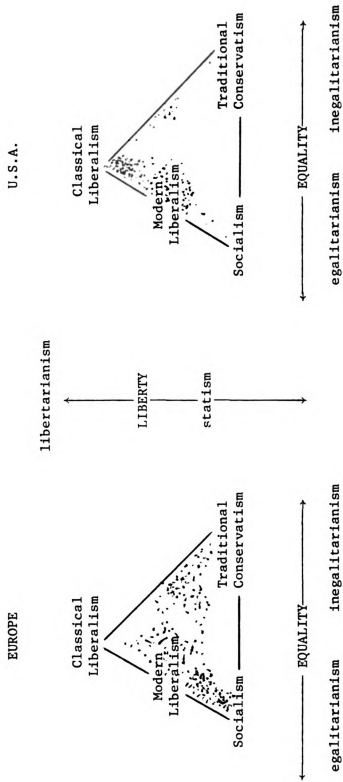 EUROPE
Classical
Liberalism
Modern
Liberalism
Socialism
Traditional
Conservatism
EQUALITY
egalitarianism
inegalitarianism
libertarianism
LIBERTY
statism
U.S.A.
Classical
Liberalism
Modern
Liberalism
Socialism
Traditional
Conservatism
EQUALITY
egalitarianism
inegalitarianism